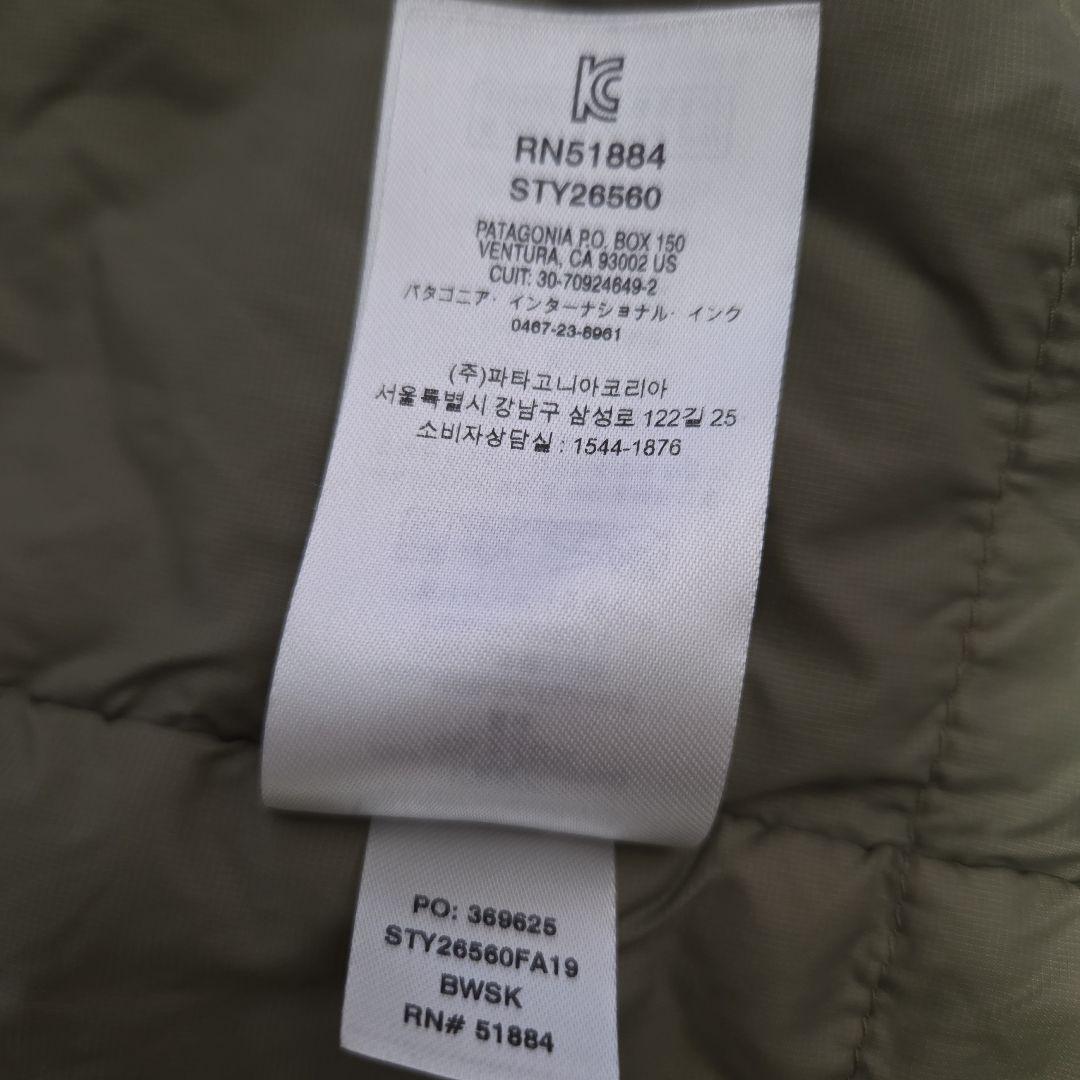 KC
RN51884
STY26560
PATAGONIA P.O. BOX 150
VENTURA, CA 93002 US
CUIT: 30-70924649-2
パタゴニア・インターナショナル・インク
0467-23-8961
(주)파타고니아코리아
서울특별시 강남구 삼성로 122길 25
소비자상담실 : 1544-1876
PO: 369625
STY26560FA19
BWSK
RN# 51884